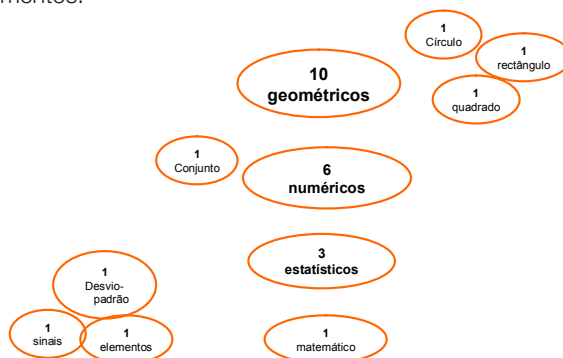 mentos.
1
Círculo
1
rectângulo
1
quadrado
10
geométricos
1
Conjunto
6
numéricos
3
estatísticos
1
Desvio-
padrão
1
sinais
1
elementos
1
matemático